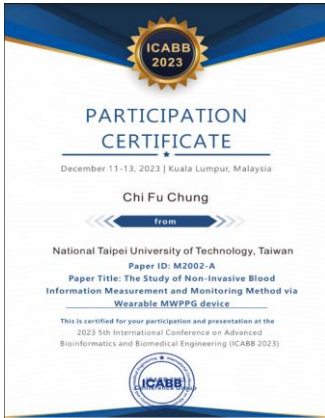 ICABB
2023
PARTICIPATION
CERTIFICATE
December 11-13, 2023 | Kuala Lumpur, Malaysia
Chi Fu Chung
from
National Taipei University of Technology, Taiwan
Paper ID: M2002-A
Paper Title: The Study of Non-Invasive Blood
Information Measurement and Monitoring Method via
Wearable MWPPG device
This is certified for your participation and presentation at the
2023 5th International Conference on Advanced
Bioinformatics and Biomedical Engineering (ICABB 2023)
ICABB
Conference Group